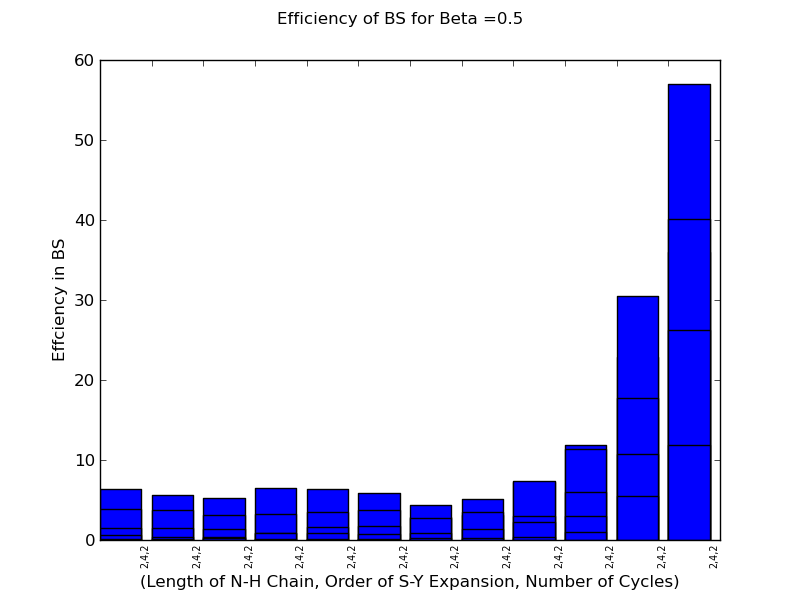 Efficiency of BS for Beta =0.5
60
50
40
30
20
10
0
Effciency in BS
2,4,2 2,4,2 2,4,2 2,4,2 2,4,2 2,4,2 2,4,2 2,4,2 2,4,2 2,4,2 2,4,2 2,4,2
(Length of N-H Chain, Order of S-Y Expansion, Number of Cycles)